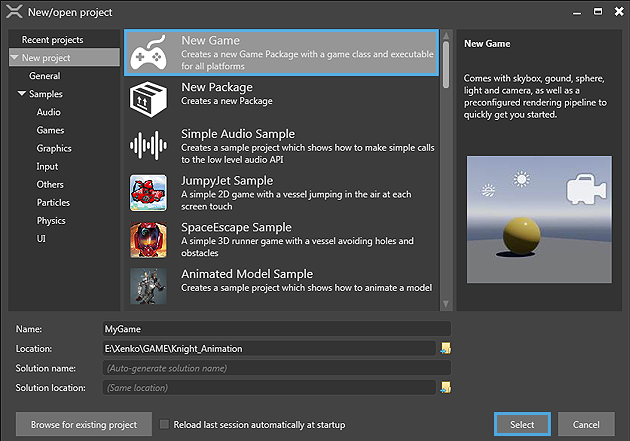 New/open project
Recent projects
New project
General
Samples
Audio
Games
Graphics
Input
Others
Particles
Physics
UI
New Game
Creates a new Game Package with a game class and executable
for all platforms
New Package
Creates a new Package
Simple Audio Sample
Creates a sample project which shows how to make simple calls
to the low level audio API
JumpyJet Sample
A simple 2D game with a vessel jumping in the air at each
screen touch
SpaceEscape Sample
A simple 3D runner game with a vessel avoiding holes and
obstacles
Animated Model Sample
Creates a sample project which shows how to animate a model
New Game
Comes with skybox, gound, sphere,
light and camera, as well as a
preconfigured rendering pipeline to
quickly get you started.
Name:
MyGame
Location:
E:\Xenko\GAME\Knight_Animation
Solution name:
(Auto-generate solution name)
Solution location:
(Same location)
Browse for existing project
Reload last session automatically at startup
Select
Cancel